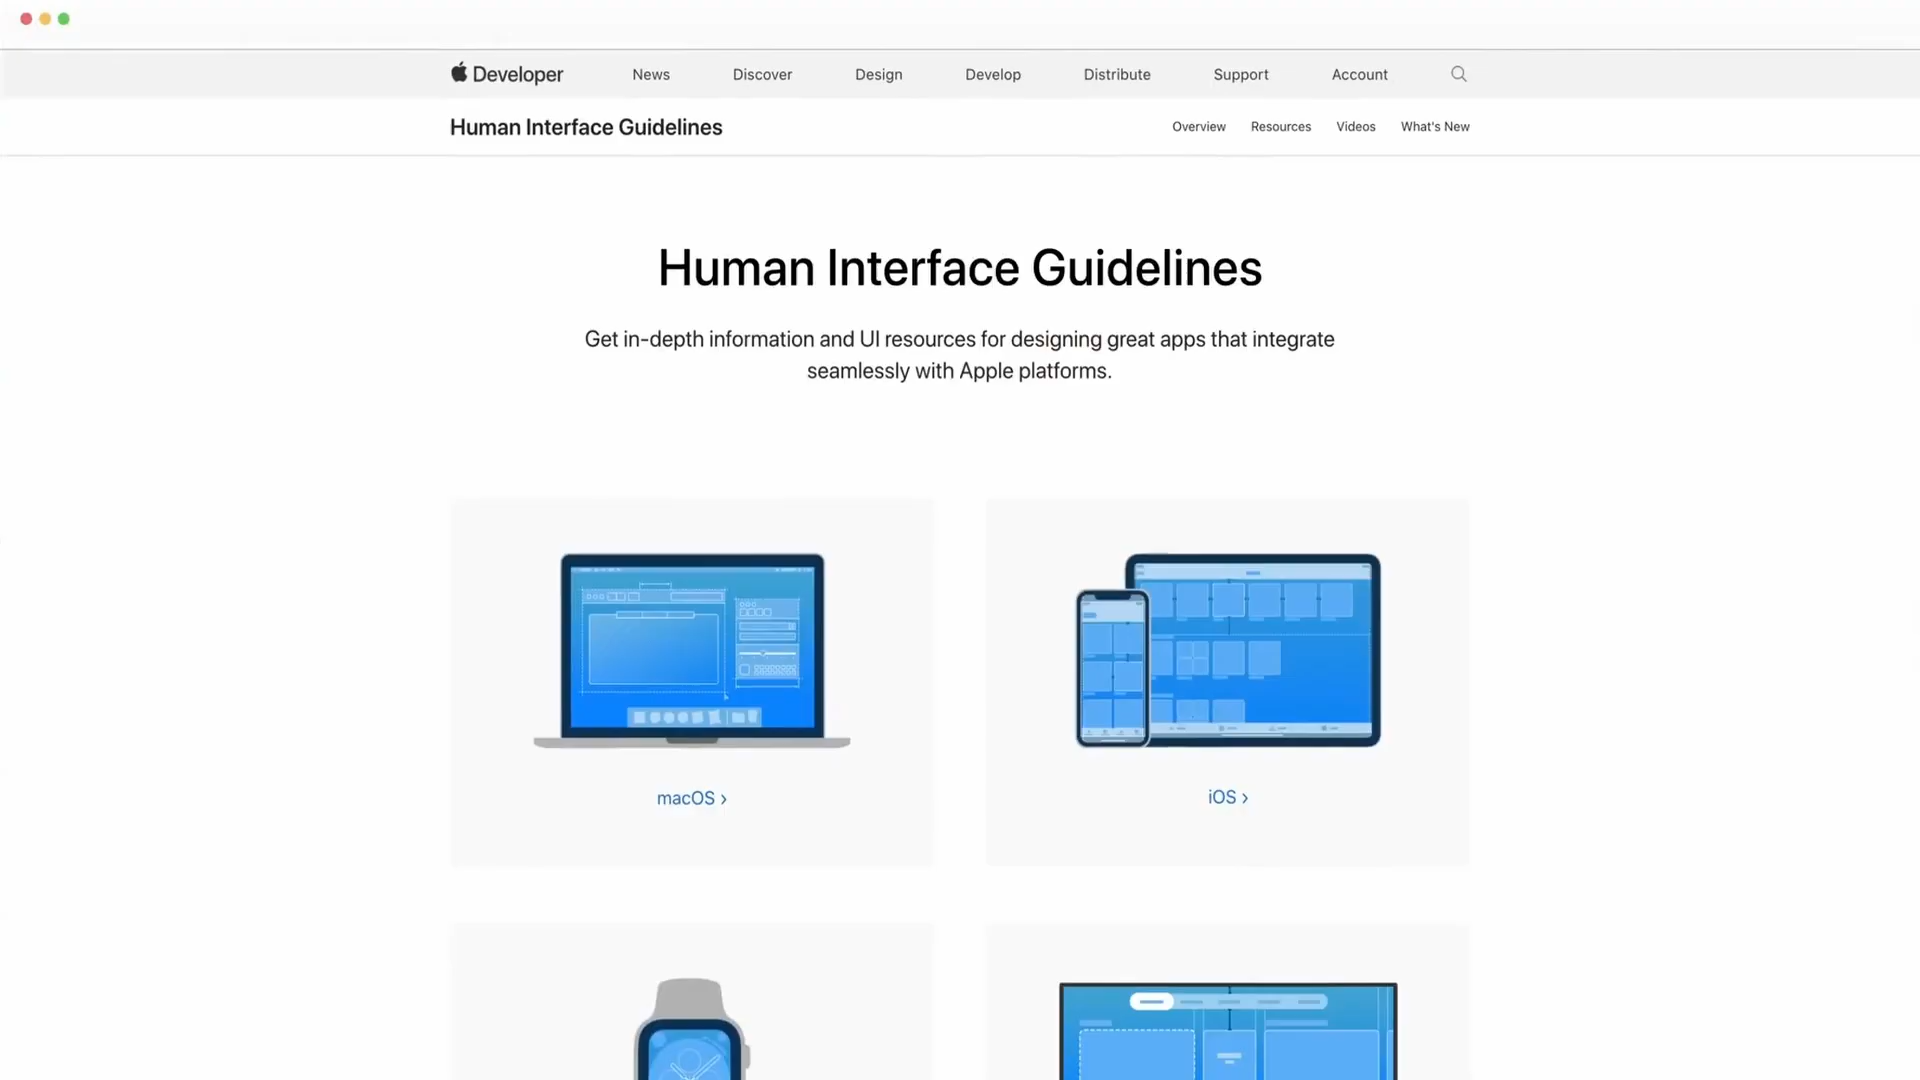 Developer
News
Discover
Design
Develop
Distribute
Support
Account
Human Interface Guidelines
Overview
Resources
Videos
What's New
Human Interface Guidelines
Get in-depth information and UI resources for designing great apps that integrate
seamlessly with Apple platforms.
macOS ›
iOS ›